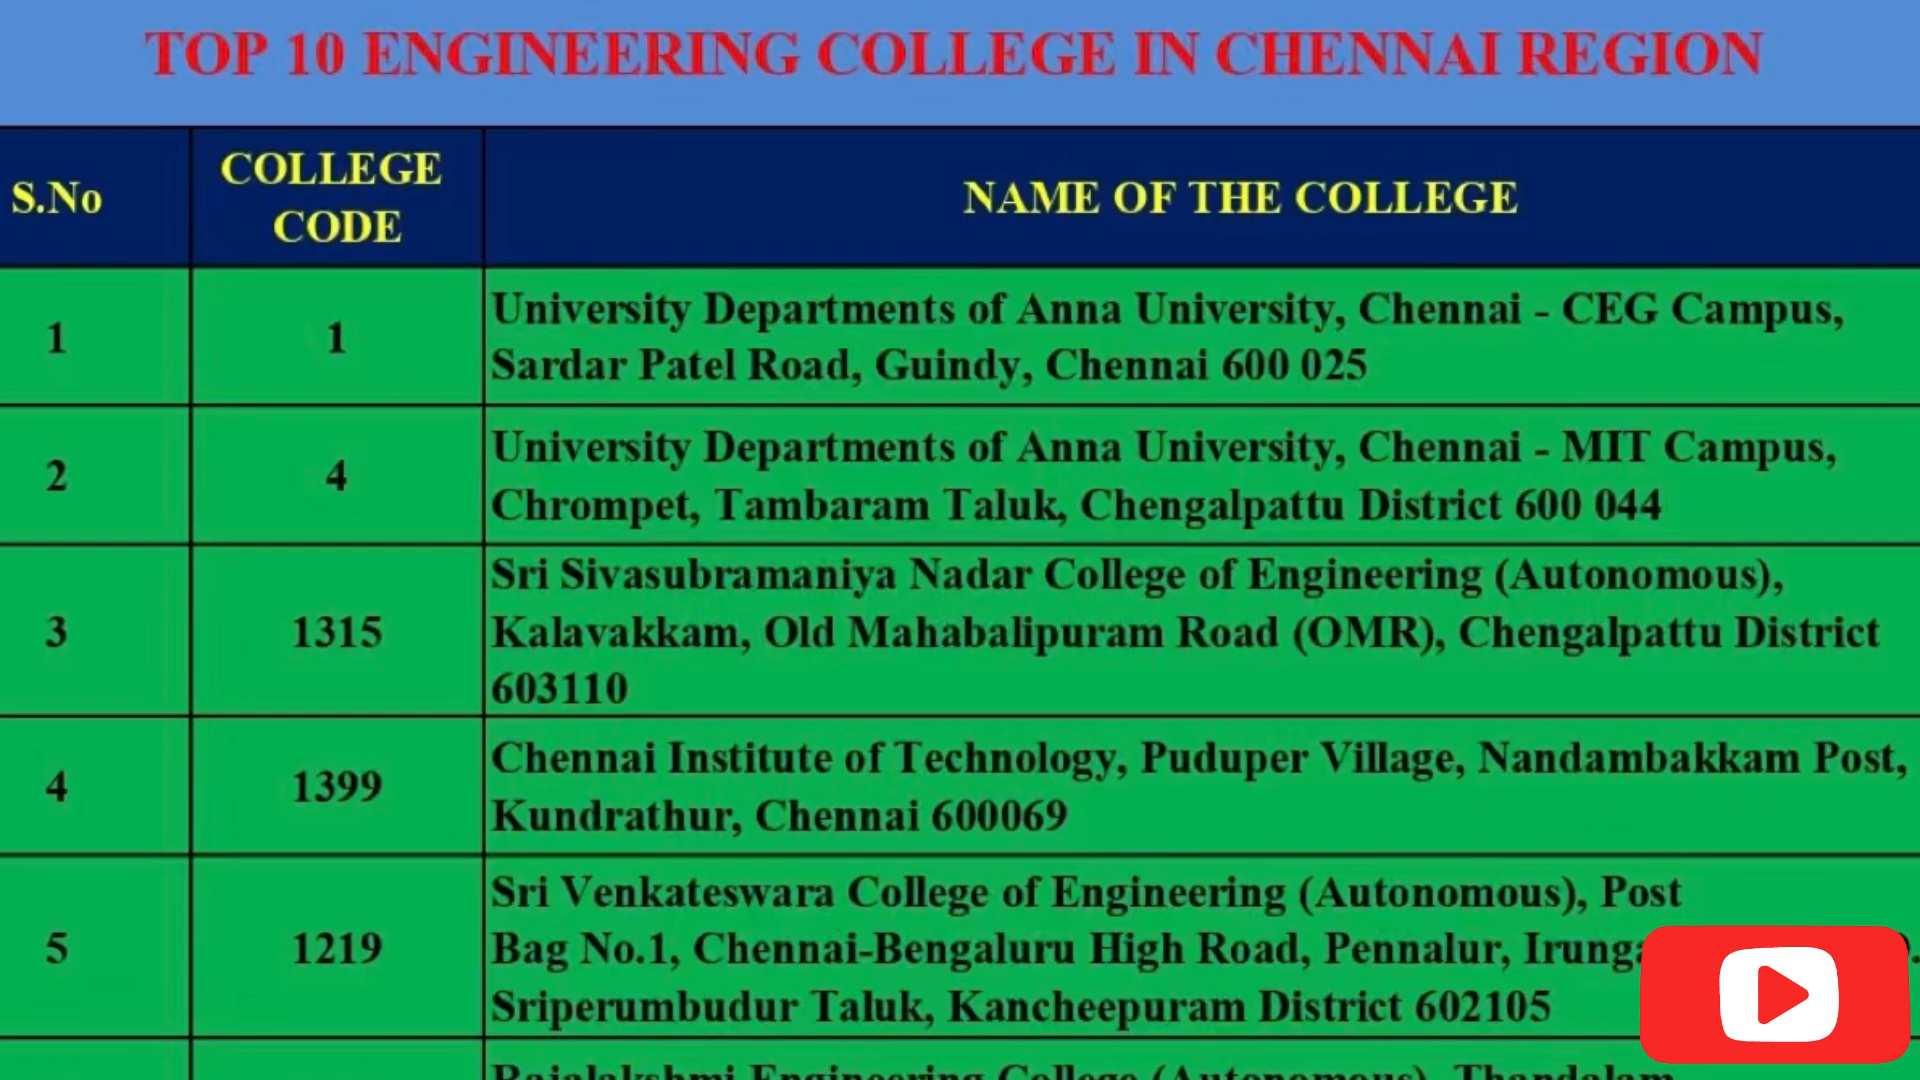 TOP 10 ENGINEERING COLLEGE IN CHENNAI REGION
S.No
COLLEGE
CODE
NAME OF THE COLLEGE
1
1
University Departments of Anna University, Chennai - CEG Campus,
Sardar Patel Road, Guindy, Chennai 600 025
2
4
University Departments of Anna University, Chennai - MIT Campus,
Chrompet, Tambaram Taluk, Chengalpattu District 600 044
3
1315
Sri Sivasubramaniya Nadar College of Engineering (Autonomous),
Kalavakkam, Old Mahabalipuram Road (OMR), Chengalpattu District
603110
4
1399
Chennai Institute of Technology, Puduper Village, Nandambakkam Post,
Kundrathur, Chennai 600069
5
1219
Sri Venkateswara College of Engineering (Autonomous), Post
Bag No.1, Chennai-Bengaluru High Road, Pennalur,
Sriperumbudur Taluk, Kancheepuram District 602105
Rajalakshmi Engineering College (Autonomous), Thandalam